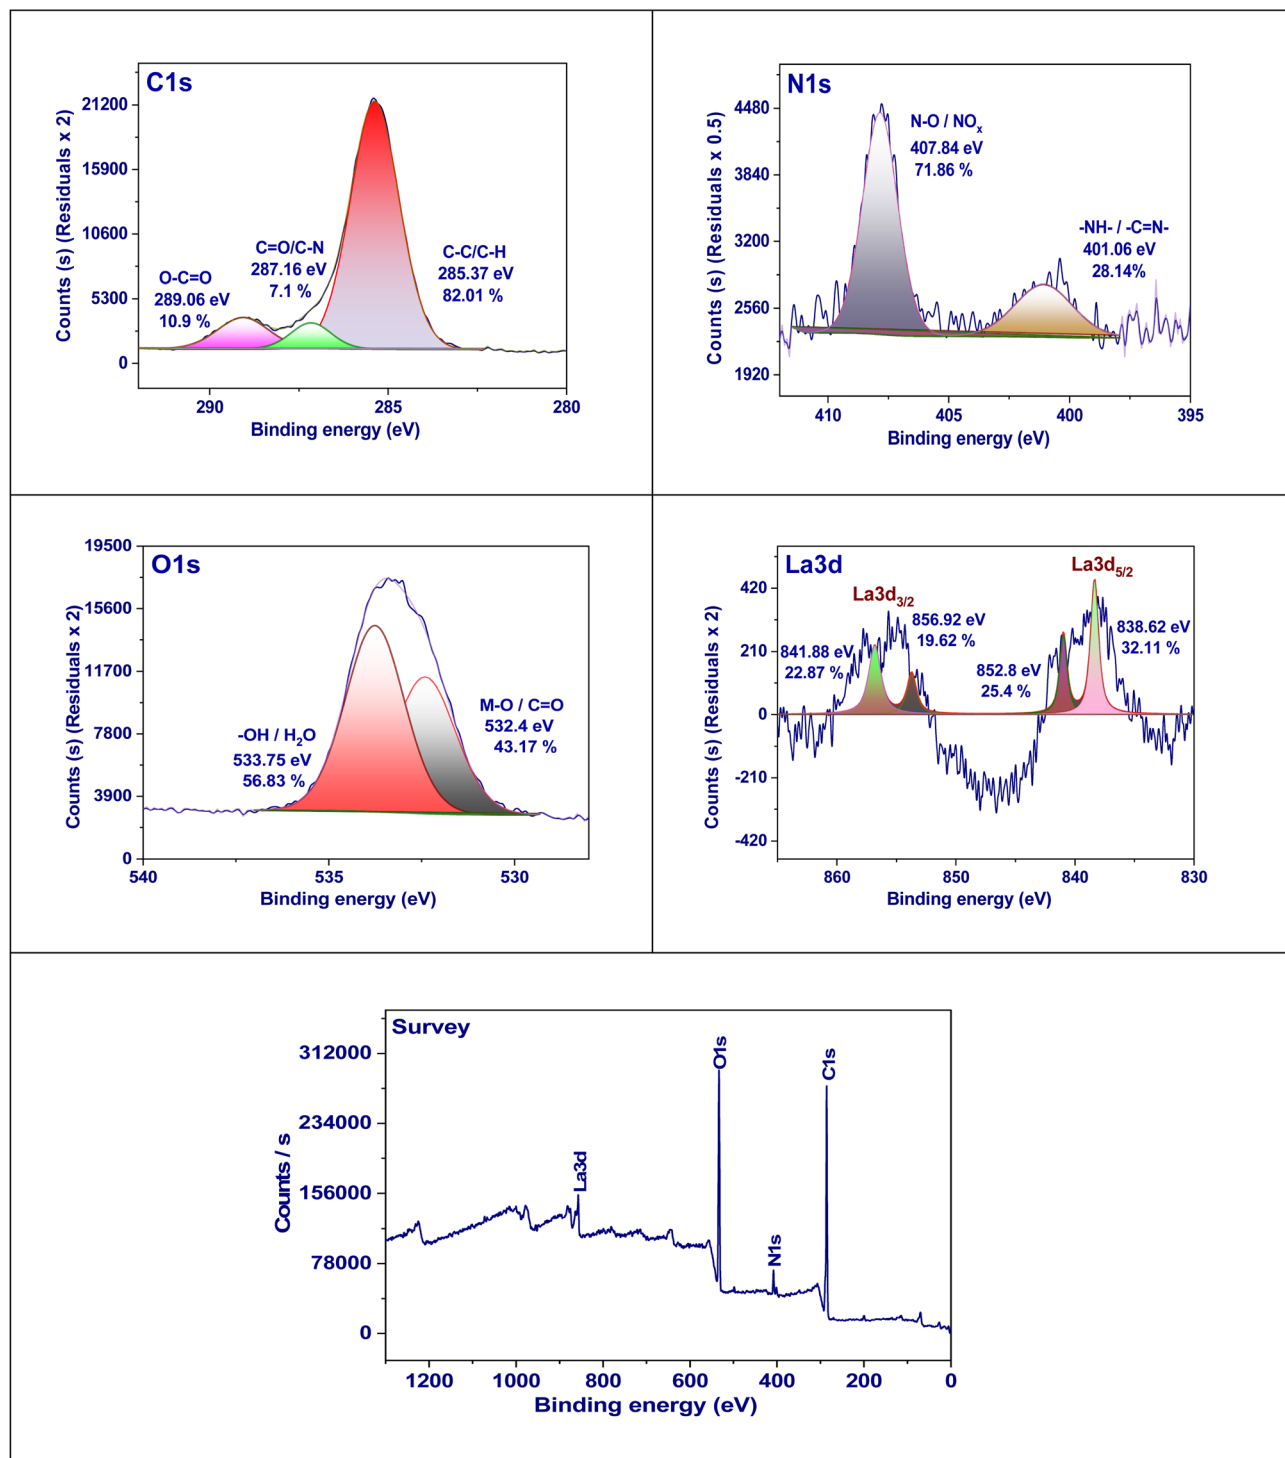 C1s
Counts (s) (Residuals x 2)
21200
15900
10600
5300
0
O-C=O
289.06 eV
10.9 %
C=O/C-N
287.16 eV
7.1 %
C-C/C-H
285.37 eV
82.01 %
290
285
280
Binding energy (eV)
N1s
Counts (s) (Residuals x 0.5)
4480
3840
3200
2560
1920
N-O / NOₓ
407.84 eV
71.86 %
-NH- / -C=N-
401.06 eV
28.14%
410
405
400
395
Binding energy (eV)
O1s
Counts (s) (Residuals x 2)
19500
15600
11700
7800
3900
0
-OH / H₂O
533.75 eV
56.83 %
M-O / C=O
532.4 eV
43.17 %
540
535
530
Binding energy (eV)
La3d
Counts (s) (Residuals x 2)
420
210
0
-210
-420
La3d₃/₂
La3d₅/₂
841.88 eV
22.87 %
856.92 eV
19.62 %
852.8 eV
25.4 %
838.62 eV
32.11 %
860
850
840
830
Binding energy (eV)
Survey
Counts / s
312000
234000
156000
78000
0
La3d
O1s
N1s
C1s
1200
1000
800
600
400
200
0
Binding energy (eV)